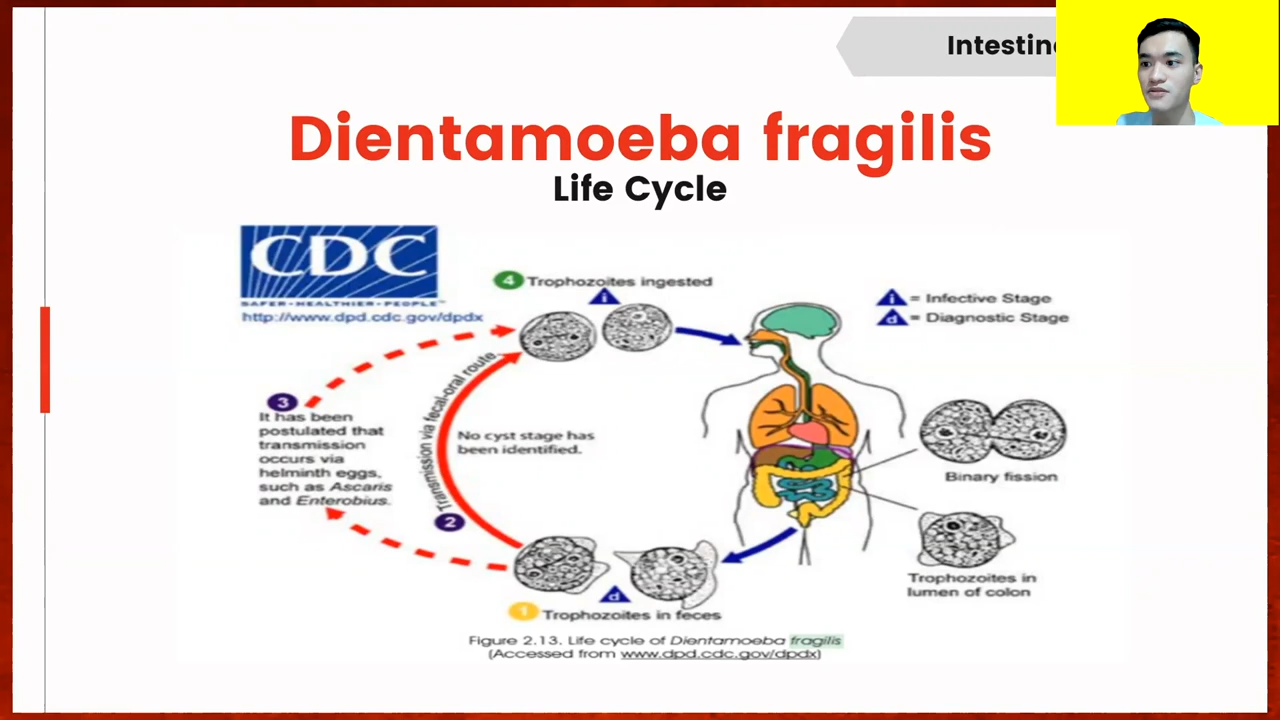 Intestin
Dientamoeba fragilis
Life Cycle
CDC
SAFER • HEALTHIER • PEOPLE™
http://www.dpd.cdc.gov/dpdx
4 Trophozoites ingested
i
i = Infective Stage
d = Diagnostic Stage
3
It has been
postulated that
transmission
occurs via
helminth eggs,
such as Ascaris
and Enterobius.
Transmission via fecal-oral route
2
No cyst stage has
been identified.
Binary fission
Trophozoites in
lumen of colon
d
1 Trophozoites in feces
Figure 2.13. Life cycle of Dientamoeba fragilis
(Accessed from www.dpd.cdc.gov/dpdx)